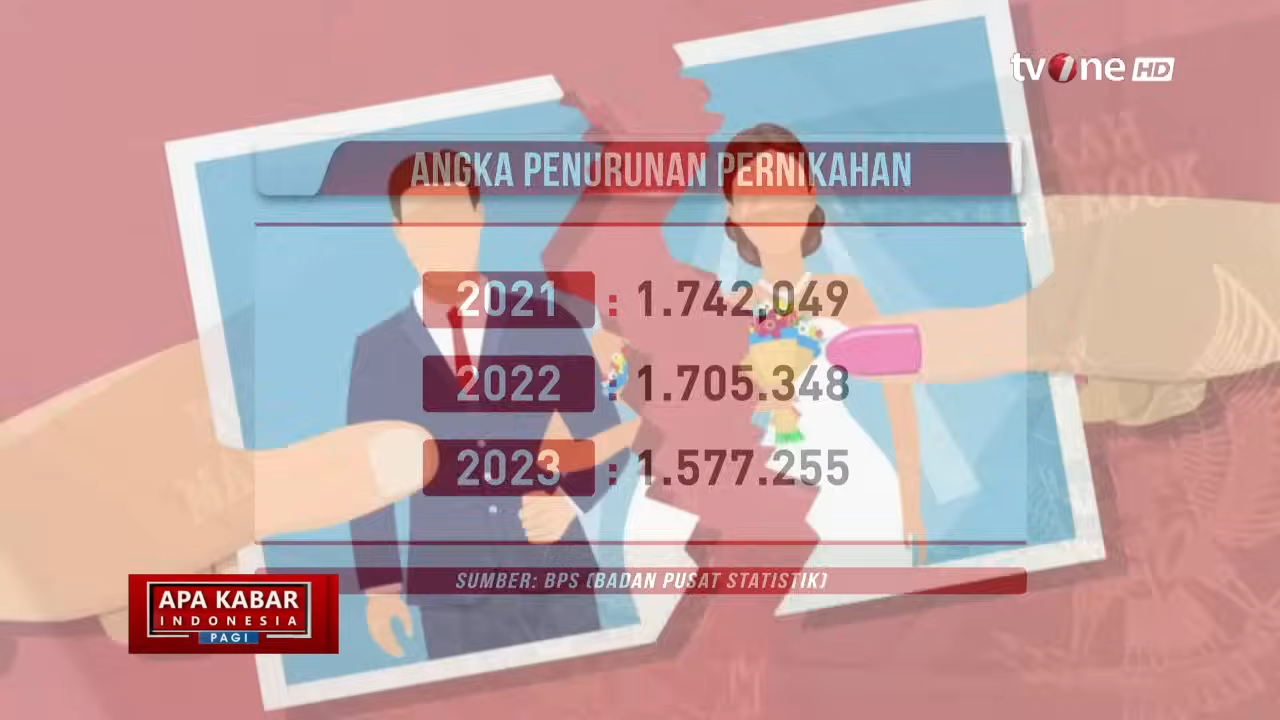 tvOne HD
ANGKA PENURUNAN PERNIKAHAN
2021 : 1.742.049
2022 : 1.705.348
2023 : 1.577.255
SUMBER: BPS (BADAN PUSAT STATISTIK)
APA KABAR
INDONESIA
PAGI